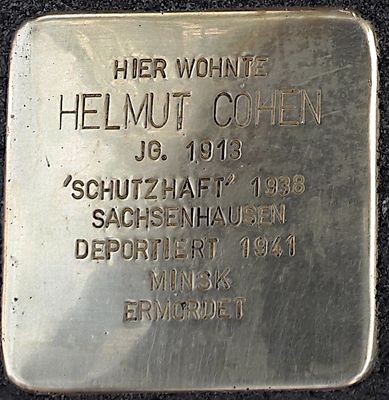 HIER WOHNTE
HELMUT COHEN
JG. 1913
'SCHUTZHAFT' 1938
SACHSENHAUSEN
DEPORTIERT 1941
MINSK
ERMORDET